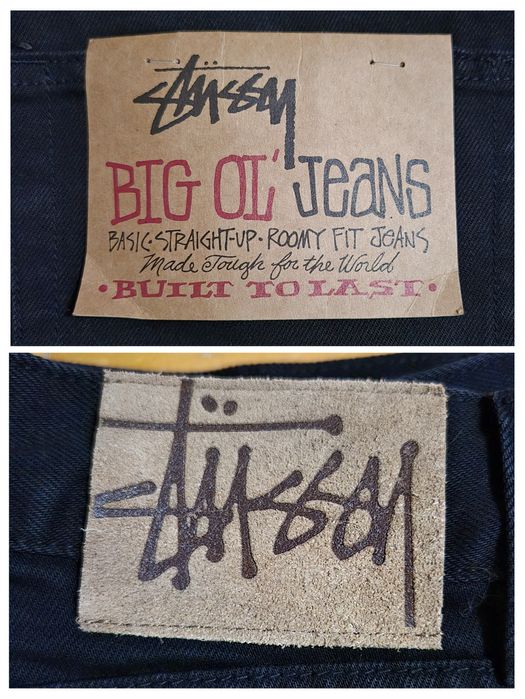 Stüssy
BIG OL' JEANS
BASIC·STRAIGHT-UP·ROOMY FIT JEANS
Made Tough for the World
·BUILT TO LAST·
Stüssy